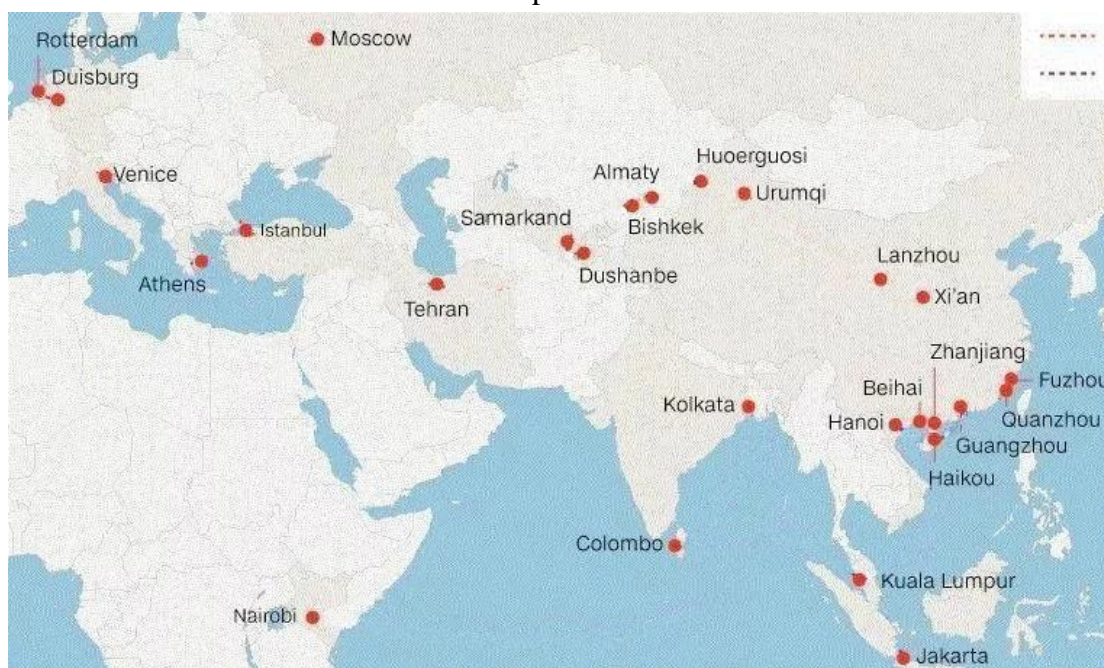 Rotterdam
Moscow
Duisburg
Venice
Huoerguosi
Almaty
Urumqi
Samarkand
Bishkek
Istanbul
Lanzhou
Athens
Dushanbe
Tehran
Xi'an
Zhanjiang
Beihai
Fuzhou
Kolkata
Hanoi
Quanzhou
Guangzhou
Haikou
Colombo
Kuala Lumpur
Nairobi
Jakarta